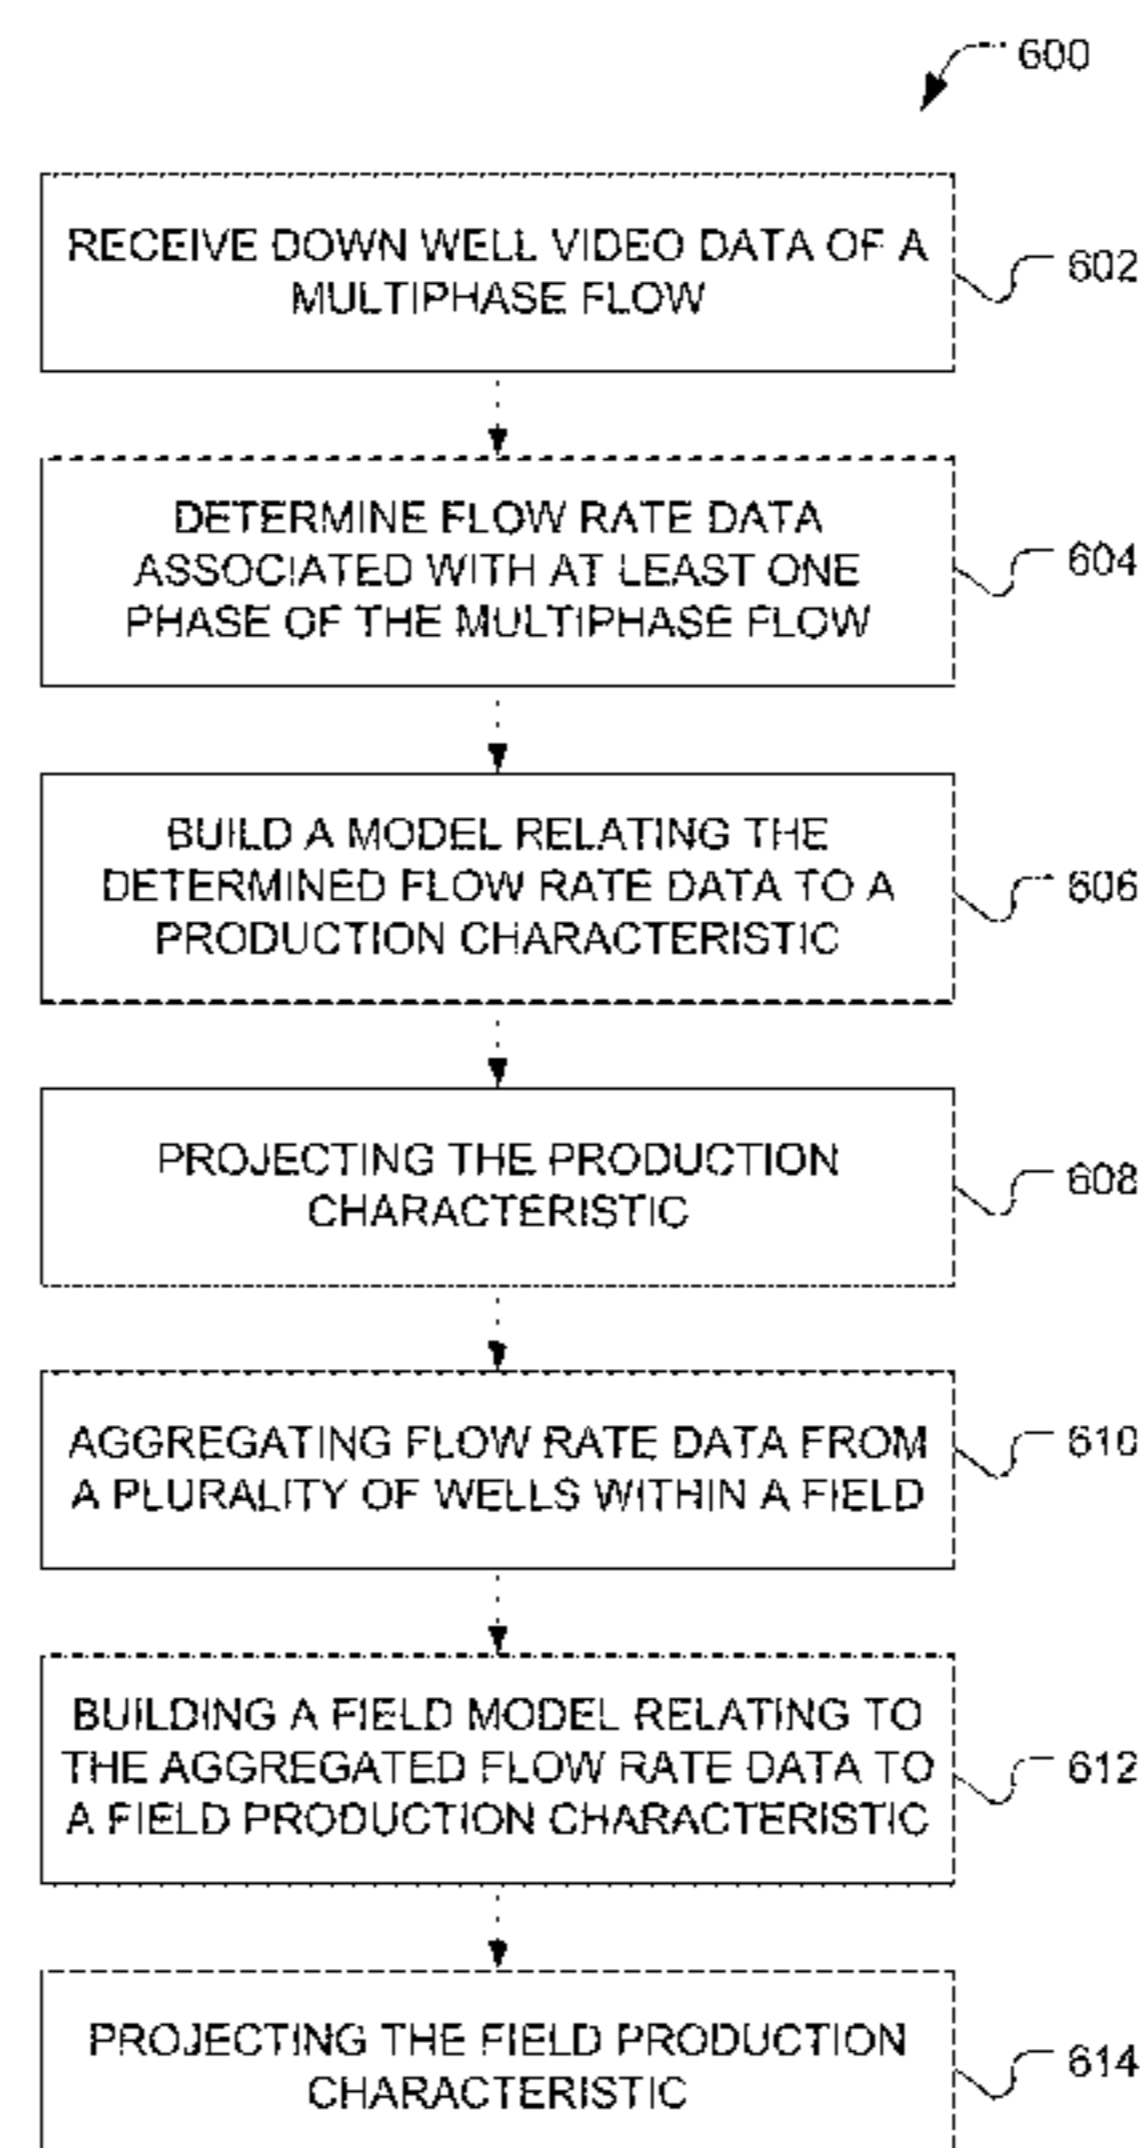 600
RECEIVE DOWN WELL VIDEO DATA OF A
MULTIPHASE FLOW
602
DETERMINE FLOW RATE DATA
ASSOCIATED WITH AT LEAST ONE
PHASE OF THE MULTIPHASE FLOW
604
BUILD A MODEL RELATING THE
DETERMINED FLOW RATE DATA TO A
PRODUCTION CHARACTERISTIC
606
PROJECTING THE PRODUCTION
CHARACTERISTIC
608
AGGREGATING FLOW RATE DATA FROM
A PLURALITY OF WELLS WITHIN A FIELD
610
BUILDING A FIELD MODEL RELATING TO
THE AGGREGATED FLOW RATE DATA TO
A FIELD PRODUCTION CHARACTERISTIC
612
PROJECTING THE FIELD PRODUCTION
CHARACTERISTIC
614